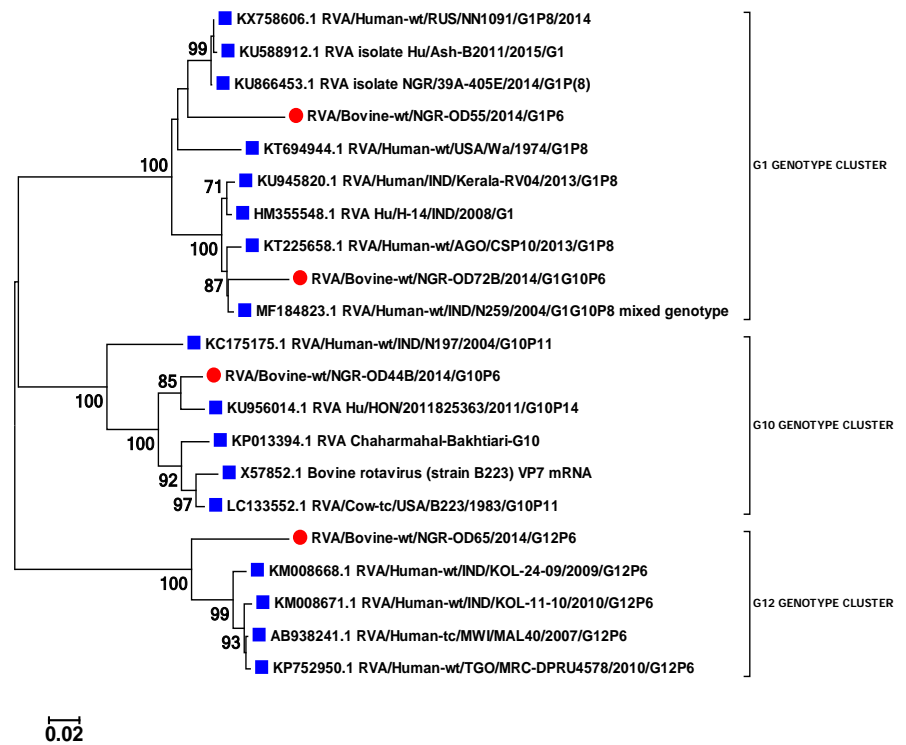 KX758606.1 RVA/Human-wt/RUS/NN1091/G1P8/2014
99
KU588912.1 RVA isolate Hu/Ash-B2011/2015/G1
KU866453.1 RVA isolate NGR/39A-405E/2014/G1P(8)
RVA/Bovine-wt/NGR-OD55/2014/G1P6
KT694944.1 RVA/Human-wt/USA/Wa/1974/G1P8
100
G1 GENOTYPE CLUSTER
KU945820.1 RVA/Human/IND/Kerala-RV04/2013/G1P8
71
HM355548.1 RVA Hu/H-14/IND/2008/G1
100
KT225658.1 RVA/Human-wt/AGO/CSP10/2013/G1P8
RVA/Bovine-wt/NGR-OD72B/2014/G1G10P6
87
MF184823.1 RVA/Human-wt/IND/N259/2004/G1G10P8 mixed genotype
KC175175.1 RVA/Human-wt/IND/N197/2004/G10P11
RVA/Bovine-wt/NGR-OD44B/2014/G10P6
85
100
KU956014.1 RVA Hu/HON/2011825363/2011/G10P14
G10 GENOTYPE CLUSTER
100
KP013394.1 RVA Chaharmahal-Bakhtiari-G10
X57852.1 Bovine rotavirus (strain B223) VP7 mRNA
92
97
LC133552.1 RVA/Cow-tc/USA/B223/1983/G10P11
RVA/Bovine-wt/NGR-OD65/2014/G12P6
KM008668.1 RVA/Human-wt/IND/KOL-24-09/2009/G12P6
100
KM008671.1 RVA/Human-wt/IND/KOL-11-10/2010/G12P6
G12 GENOTYPE CLUSTER
99
AB938241.1 RVA/Human-tc/MWI/MAL40/2007/G12P6
93
KP752950.1 RVA/Human-wt/TGO/MRC-DPRU4578/2010/G12P6
0.02